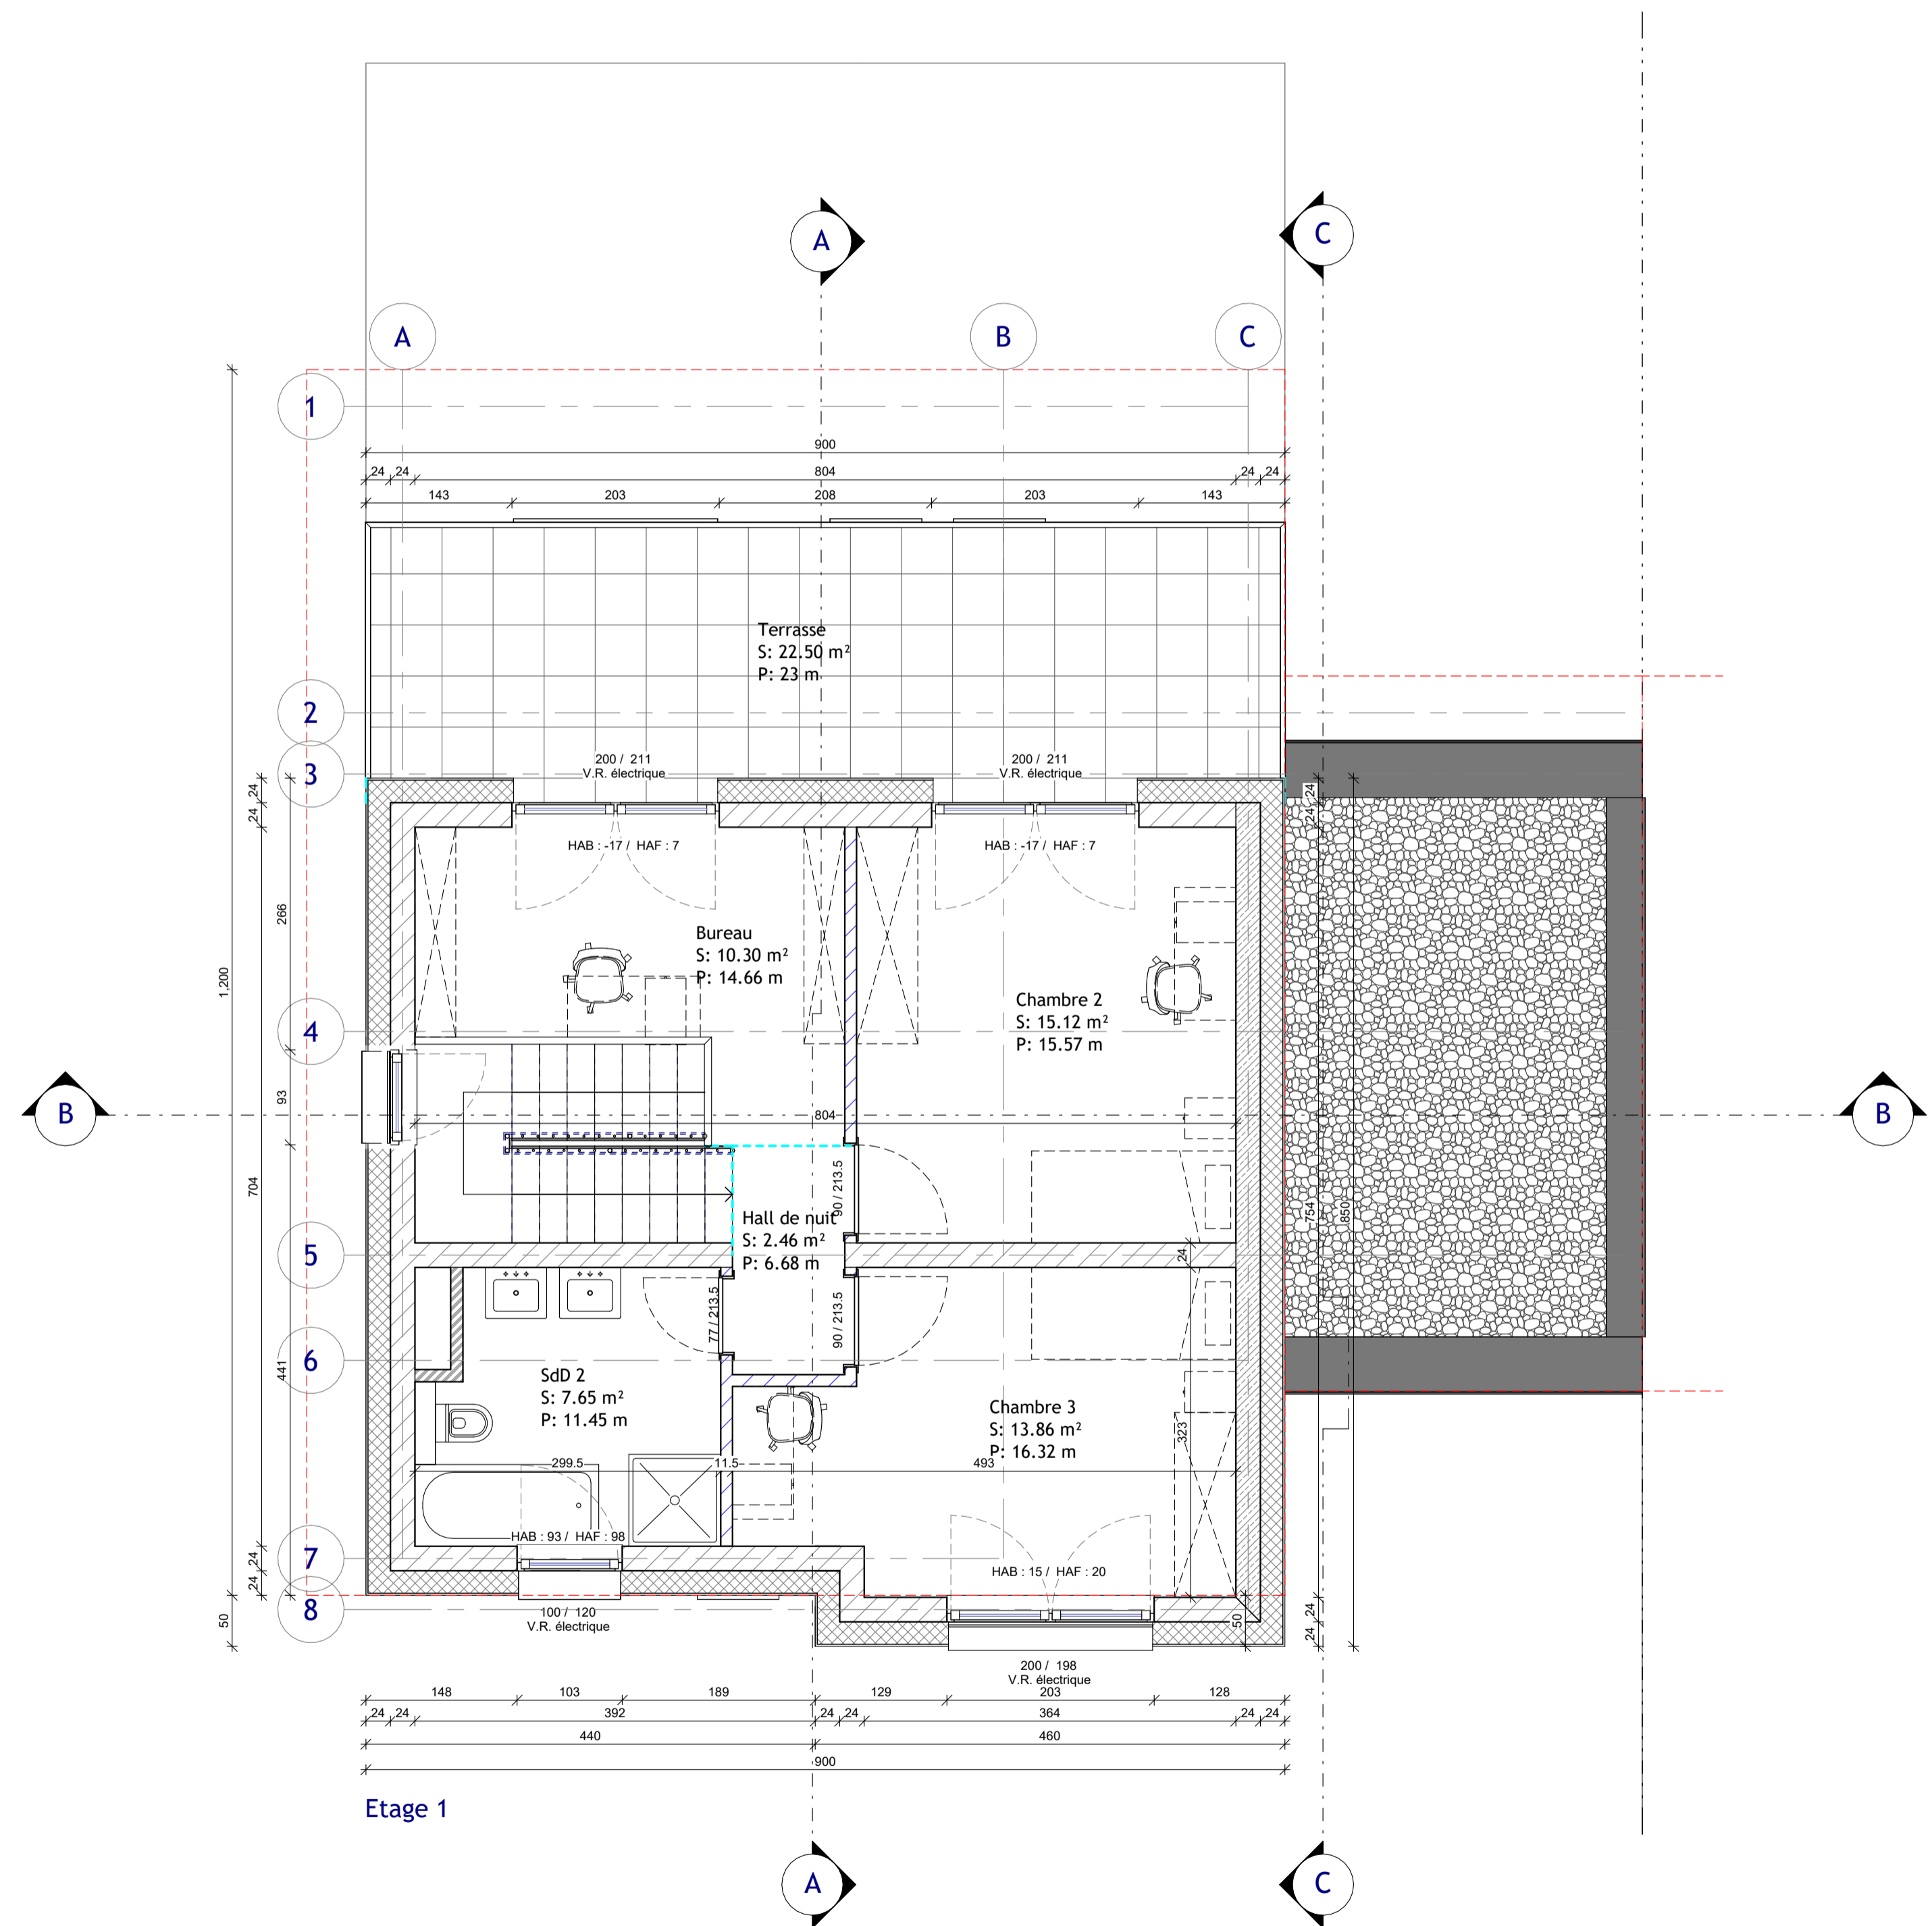 A
C
A
B
C
1
900
24
24
804
24
24
143
203
208
203
143
Terrasse
S: 22.50 m²
P: 23 m
2
3
200 / 211
V.R. électrique
200 / 211
V.R. électrique
24
24
24
24
HAB : -17 / HAF : 7
HAB : -17 / HAF : 7
266
Bureau
S: 10.30 m²
P: 14.66 m
1,200
Chambre 2
S: 15.12 m²
P: 15.57 m
4
B
93
804
B
704
90 / 213.5
754
850
Hall de nuit
S: 2.46 m²
P: 6.68 m
5
24
77 / 213.5
90 / 213.5
6
441
SdD 2
S: 7.65 m²
P: 11.45 m
Chambre 3
S: 13.86 m²
P: 16.32 m
323
299.5
11.5
493
HAB : 93 / HAF : 98
7
24
24
HAB : 15 / HAF : 20
8
50
100 / 120
V.R. électrique
50
24
24
200 / 198
V.R. électrique
148
103
189
129
203
128
24
24
392
24
24
364
24
24
440
460
900
Etage 1
A
C